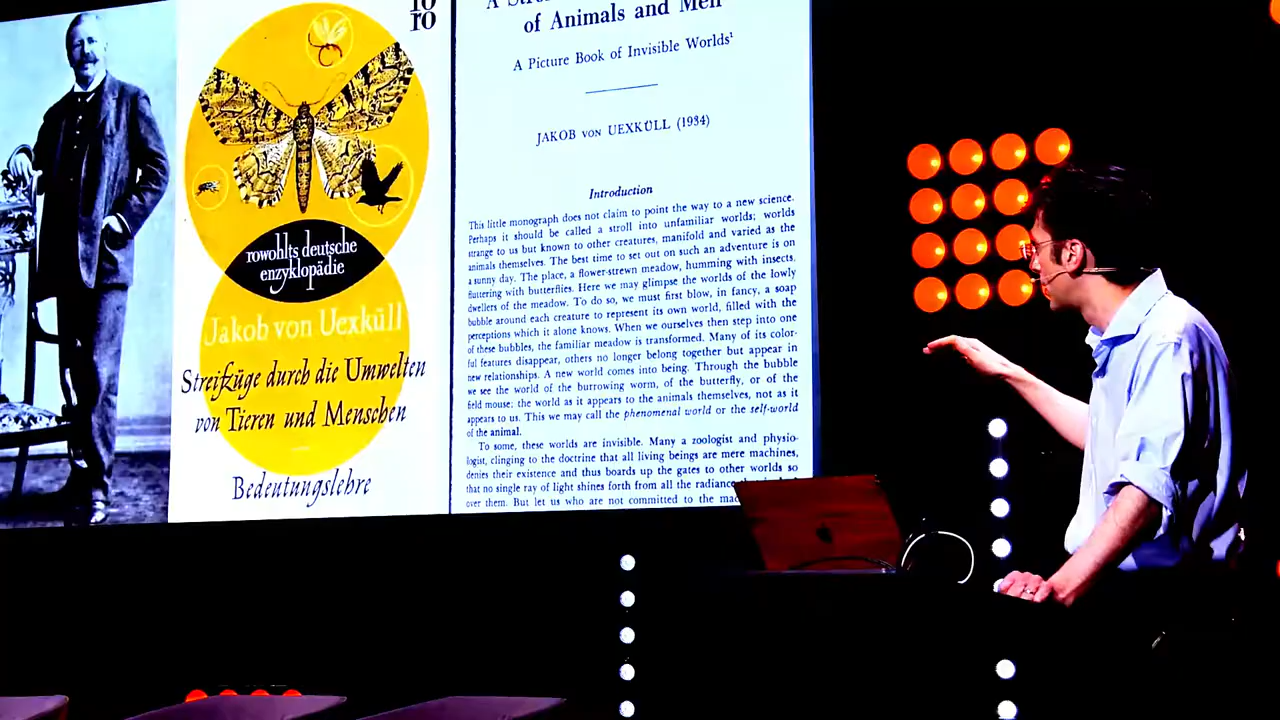 ro
ro
rowohlts deutsche
enzyklopädie
Jakob von Uexküll
Streifzüge durch die Umwelten
von Tieren und Menschen
Bedeutungslehre
of Animals and Men
A Picture Book of Invisible Worlds¹
JAKOB von UEXKÜLL (1934)
Introduction
This little monograph does not claim to point the way to a new science.
Perhaps it should be called a stroll into unfamiliar worlds; worlds
strange to us but known to other creatures, manifold and varied as the
animals themselves. The best time to set out on such an adventure is on
a sunny day. The place, a flower-strewn meadow, humming with insects,
fluttering with butterflies. Here we may glimpse the worlds of the lowly
dwellers of the meadow. To do so, we must first blow, in fancy, a soap
bubble around each creature to represent its own world, filled with the
perceptions which it alone knows. When we ourselves then step into one
of these bubbles, the familiar meadow is transformed. Many of its color-
ful features disappear, others no longer belong together but appear in
new relationships. A new world comes into being. Through the bubble
we see the world of the burrowing worm, of the butterfly, or of the
field mouse; the world as it appears to the animals themselves, not as it
appears to us. This we may call the phenomenal world or the self-world
of the animal.
To some, these worlds are invisible. Many a zoologist and physio-
logist, clinging to the doctrine that all living beings are mere machines,
denies their existence and thus boards up the gates to other worlds so
that no single ray of light shines forth from all the radiance
over them. But let us who are not committed to the